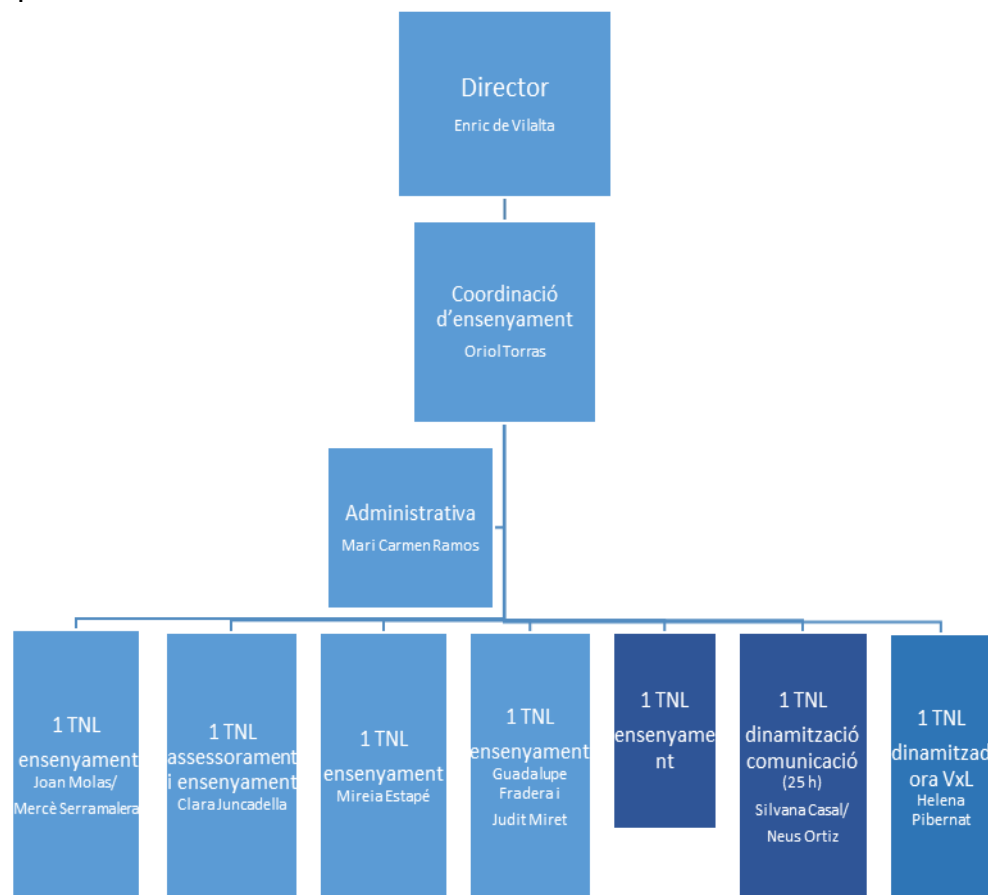 Director
Enric de Vilalta
Coordinació
d’ensenyament
Oriol Torras
Administrativa
Mari Carmen Ramos
1 TNL
ensenyament
Joan Molas/
Mercè Serramalera
1 TNL
assessorament
i ensenyament
Clara Juncadella
1 TNL
ensenyament
Mireia Estapé
1 TNL
ensenyament
Guadalupe
Fradera i
Judit Miret
1 TNL
ensenyame
nt
1 TNL
dinamització
comunicació
(25 h)
Silvana Casal/
Neus Ortiz
1 TNL
dinamitzad
ora VxL
Helena
Pibernat